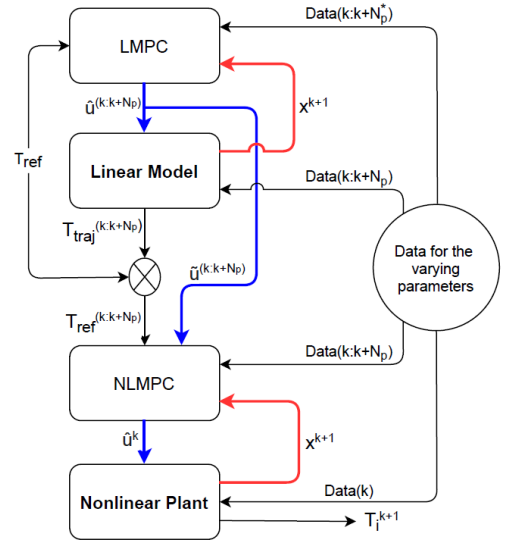 LMPC
Data(k:k+N*p)
û(k:k+Np)
xk+1
Tref
Linear Model
Data(k:k+Np)
Ttraj(k:k+Np)
ũ(k:k+Np)
Data for the
varying
parameters
Tref(k:k+Np)
Data(k:k+Np)
NLMPC
ûk
xk+1
Nonlinear Plant
Data(k)
Tik+1